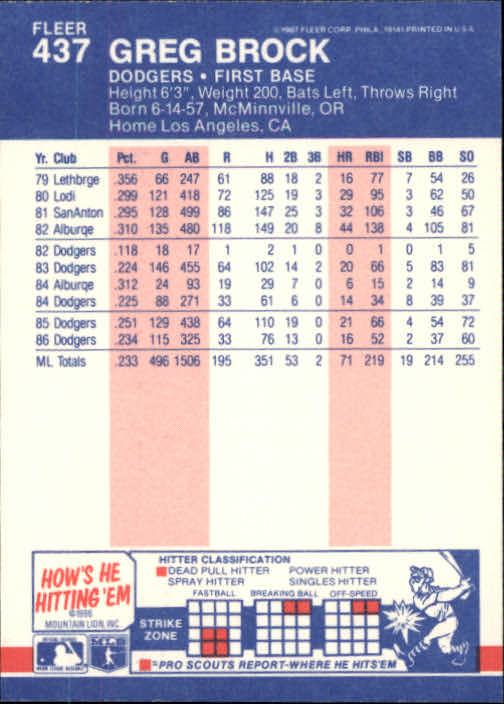 FLEER ©1987 FLEER CORP. PHILA., 19141 PRINTED IN U.S.A.
437 GREG BROCK
DODGERS • FIRST BASE
Height 6'3", Weight 200, Bats Left, Throws Right
Born 6-14-57, McMinnville, OR
Home Los Angeles, CA
Yr. Club Pct. G AB R H 2B 3B HR RBI SB BB SO
79 Lethbrge .356 66 247 61 88 18 2 16 77 7 54 26
80 Lodi .299 121 418 72 125 19 3 29 95 3 62 50
81 SanAnton .295 128 499 86 147 25 3 32 106 3 46 67
82 Alburqe .310 135 480 118 149 20 8 44 138 4 105 81
82 Dodgers .118 18 17 1 2 1 0 0 1 0 1 5
83 Dodgers .224 146 455 64 102 14 2 20 66 5 83 81
84 Alburqe .312 24 93 19 29 7 0 6 15 2 14 9
84 Dodgers .225 88 271 33 61 6 0 14 34 8 39 37
85 Dodgers .251 129 438 64 110 19 0 21 66 4 54 72
86 Dodgers .234 115 325 33 76 13 0 16 52 2 37 60
ML Totals .233 496 1506 195 351 53 2 71 219 19 214 255
HOW'S HE
HITTING 'EM
©1986
MOUNTAIN LION, INC
HITTER CLASSIFICATION
DEAD PULL HITTER POWER HITTER
SPRAY HITTER SINGLES HITTER
FASTBALL BREAKING BALL OFF-SPEED
STRIKE
ZONE
=PRO SCOUTS REPORT-WHERE HE HITS'EM